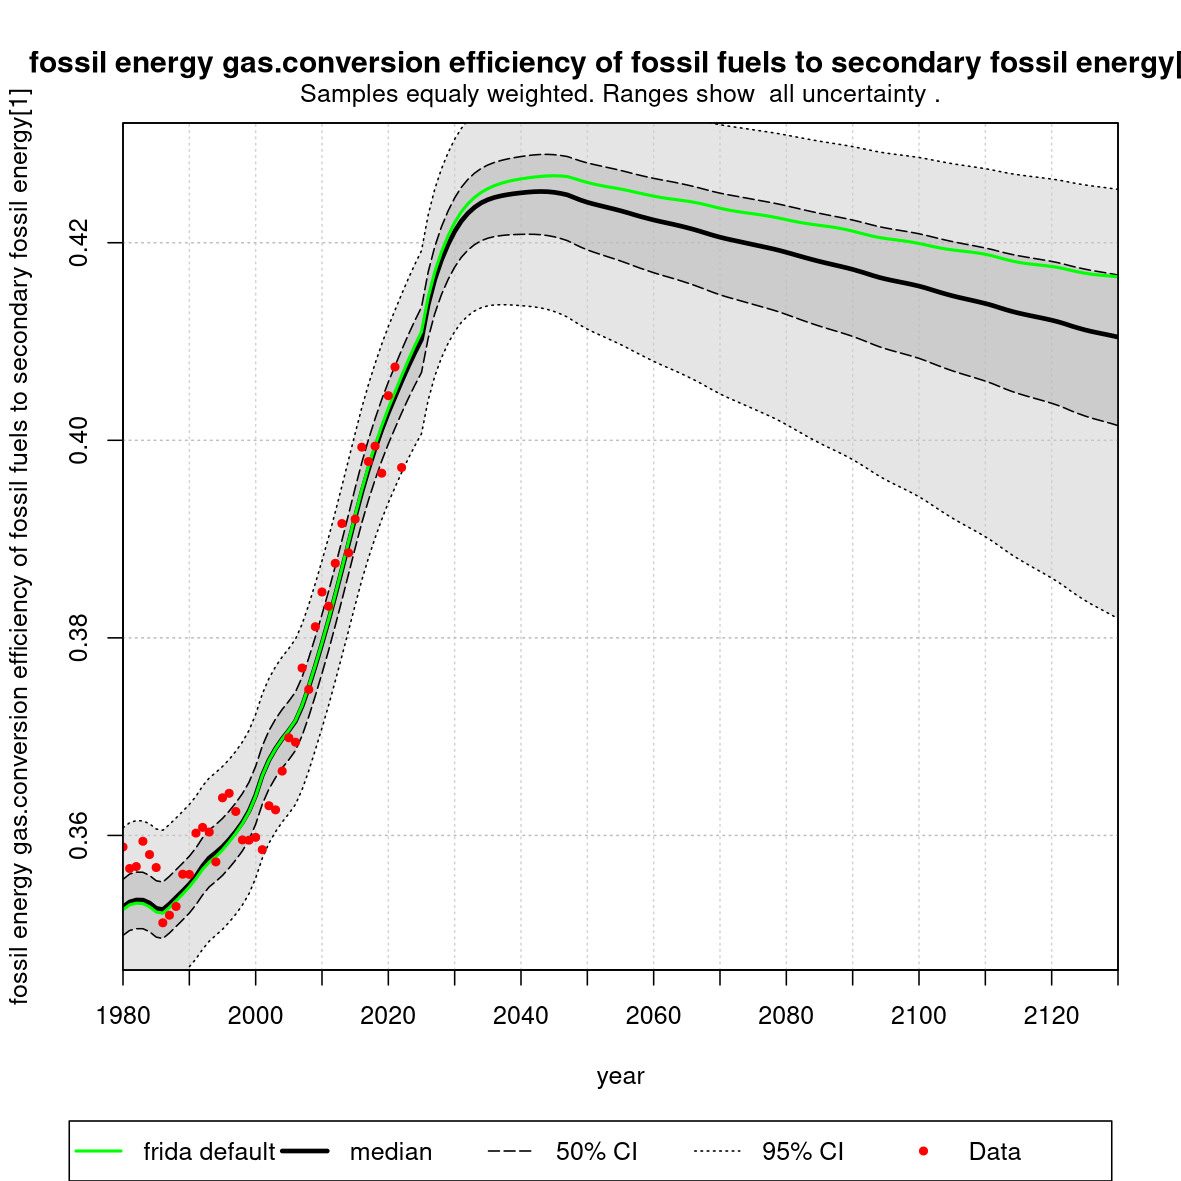 fossil energy gas.conversion efficiency of fossil fuels to secondary fossil energy[
Samples equaly weighted. Ranges show  all uncertainty .
fossil energy gas.conversion efficiency of fossil fuels to secondary fossil energy[1]
0.42
0.40
0.38
0.36
1980 2000 2020 2040 2060 2080 2100 2120
year
frida default median 50% CI 95% CI Data